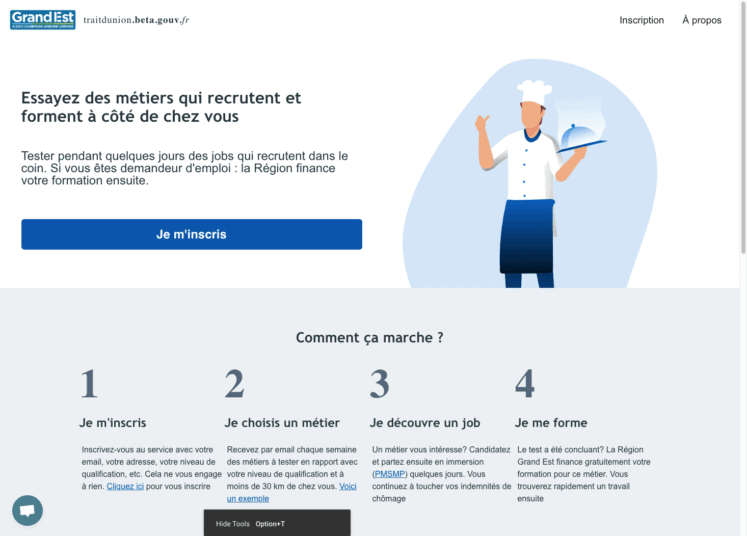 GrandEst
traitdunion.beta.gouv.fr
Inscription
À propos
Essayez des métiers qui recrutent et
forment à côté de chez vous
Tester pendant quelques jours des jobs qui recrutent dans le
coin. Si vous êtes demandeur d'emploi : la Région finance
votre formation ensuite.
Je m'inscris
Comment ça marche ?
1
Je m'inscris
Inscrivez-vous au service avec votre
email, votre adresse, votre niveau de
qualification, etc. Cela ne vous engage
à rien. Cliquez ici pour vous inscrire
2
Je choisis un métier
Recevez par email chaque semaine
des métiers à tester en rapport avec
votre niveau de qualification et à
moins de 30 km de chez vous. Voici
un exemple
3
Je découvre un job
Un métier vous intéresse? Candidatez
et partez ensuite en immersion
(PMSMP) quelques jours. Vous
continuez à toucher vos indemnités de
chômage
4
Je me forme
Le test a été concluant? La Région
Grand Est finance gratuitement votre
formation pour ce métier. Vous
trouverez rapidement un travail
ensuite
Hide Tools Option+T